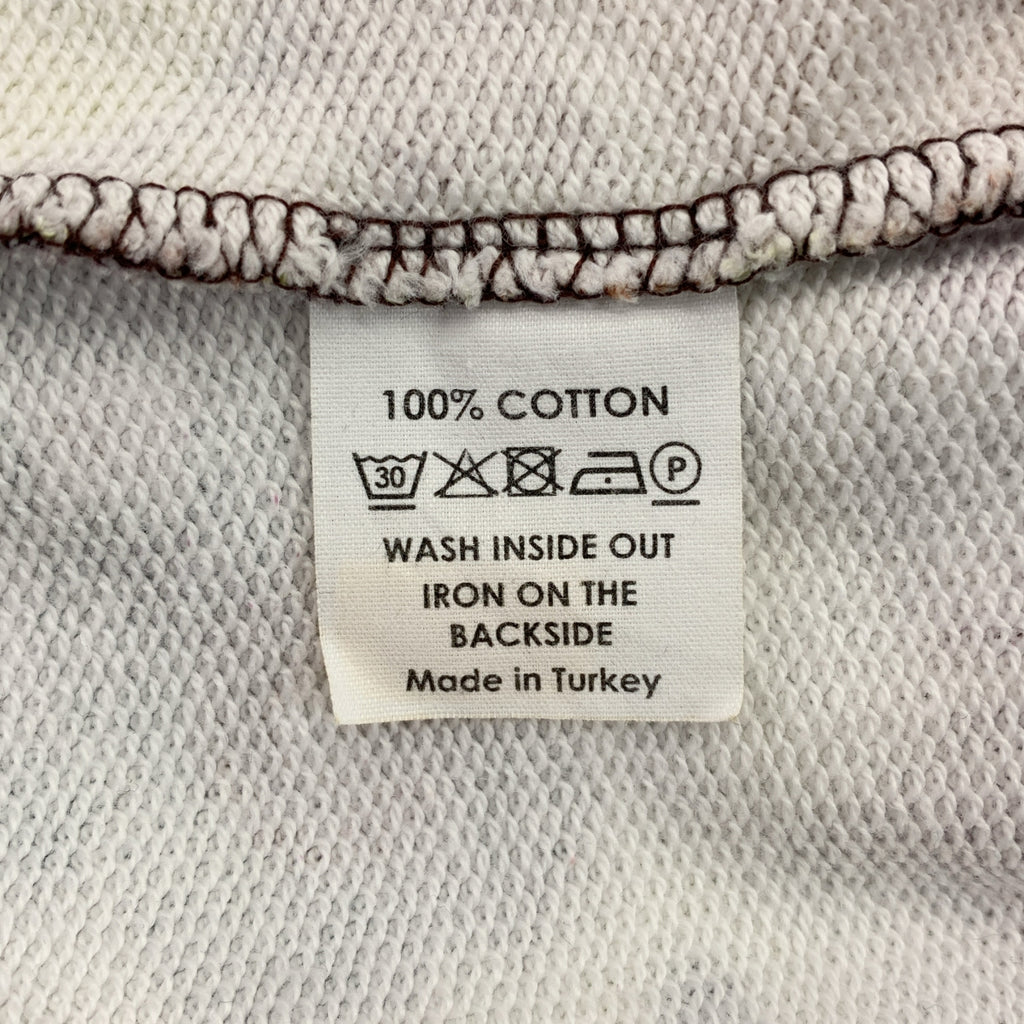 100% COTTON
30 P
WASH INSIDE OUT
IRON ON THE
BACKSIDE
Made in Turkey